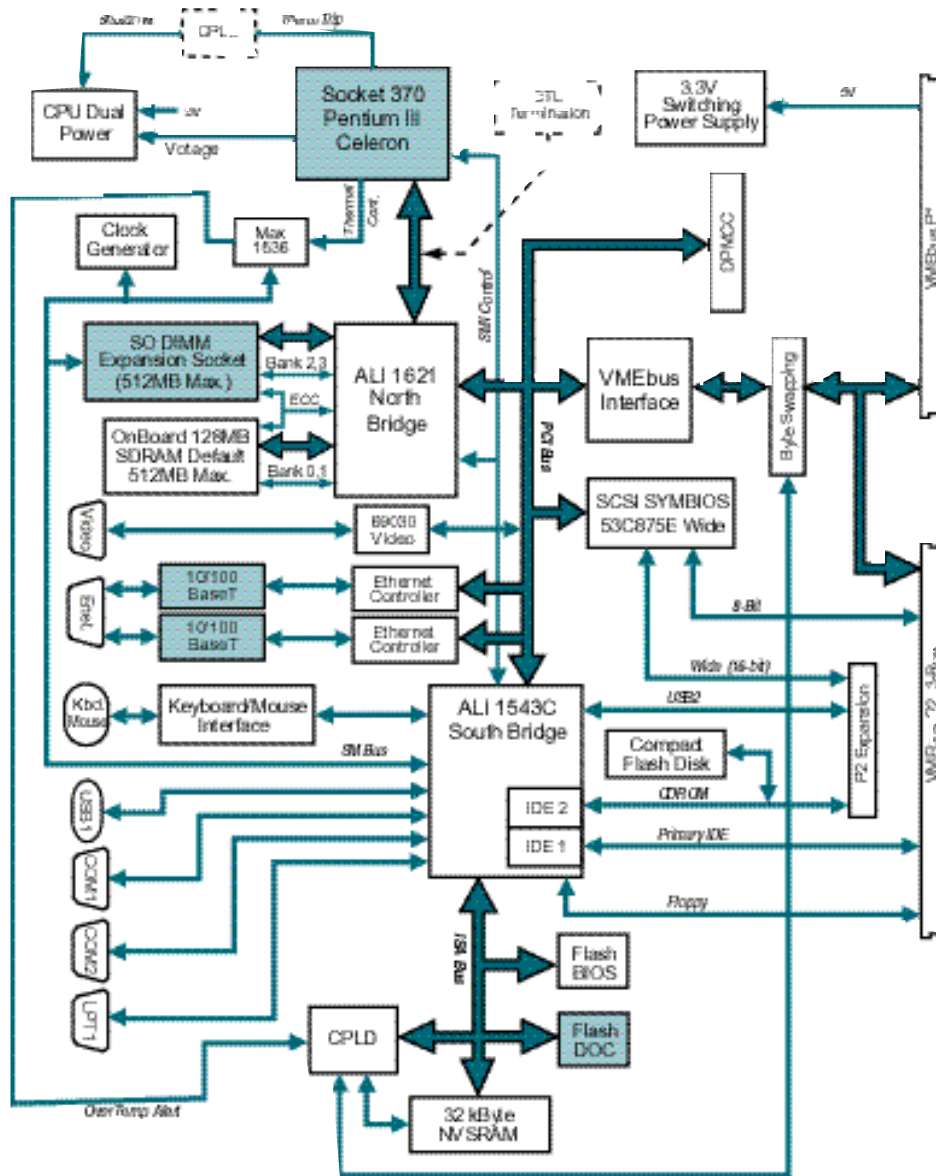 Thermal Trip
CPU Dual
Power
5V
Votage
Socket 370
Pentium III
Celeron
Termination
3.3V
Switching
Power Supply
5V
Thermal
Cont.
Clock
Generator
Max
1536
SMI Control
SO DIMM
Expansion Socket
(512MB Max.)
Bank 2,3
ECC
OnBoard 128MB
SDRAM Default
512MB Max.
Bank 0,1
ALI 1621
North
Bridge
PCI Bus
VMEbus
Interface
Byte Swapping
Video
69030
Video
SCSI SYMBIOS
53C875E Wide
Enet
10/100
BaseT
Ethernet
Controller
10/100
BaseT
Ethernet
Controller
8-Bit
Wide (16-bit)
Kbd.
Mouse
Keyboard/Mouse
Interface
SM Bus
ALI 1543C
South Bridge
USB2
P2 Expansion
Compact
Flash Disk
CDROM
IDE 2
IDE 1
Primary IDE
Floppy
USB1
COM1
COM2
LPT1
ISA Bus
Flash
BIOS
CPLD
Flash
DOC
OverTemp Alert
32 kByte
NVSRAM